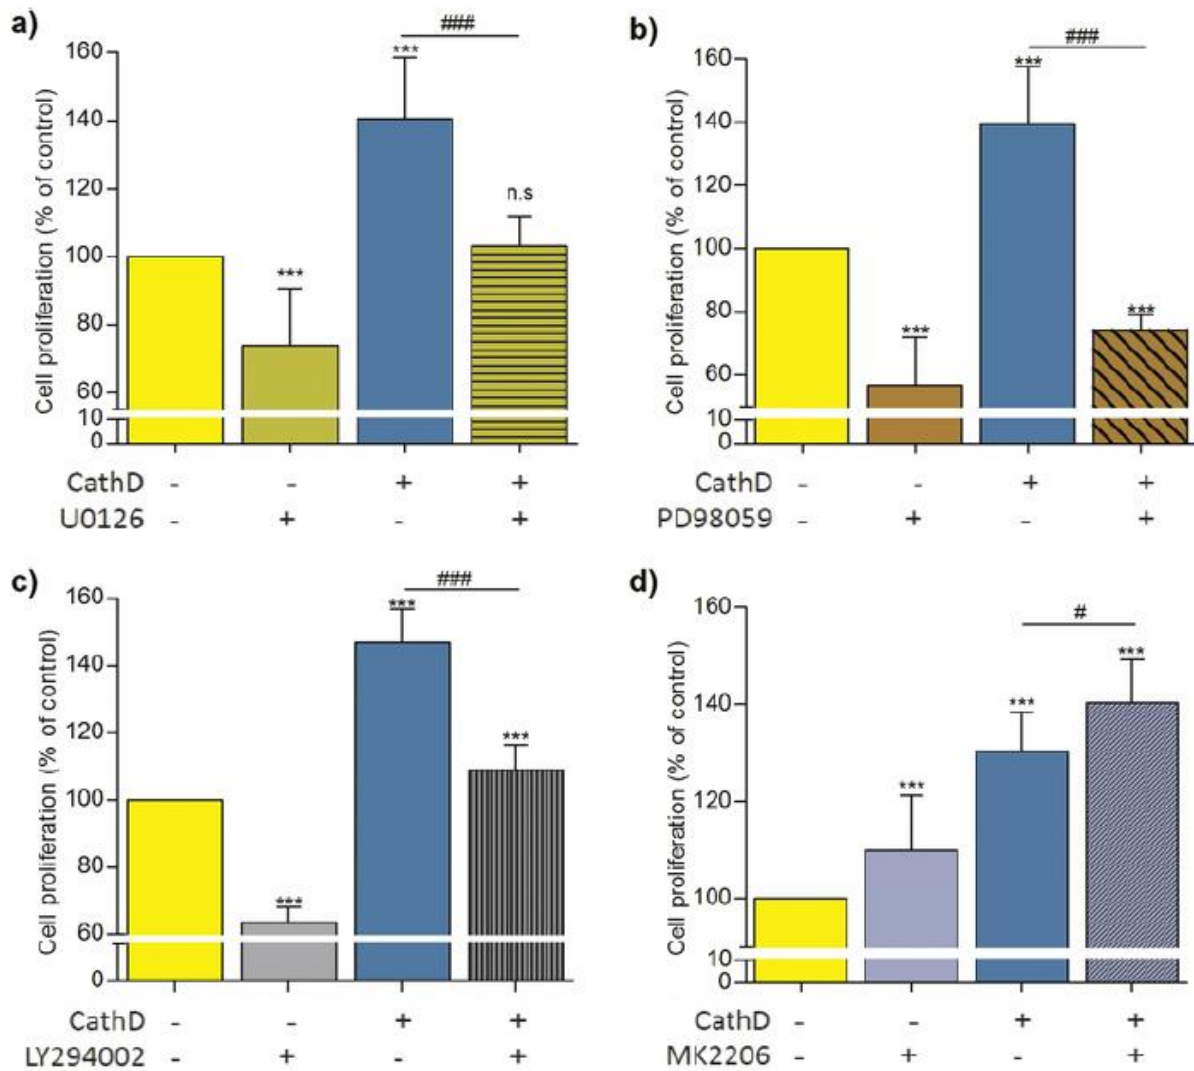 a)
###
160
***
140
120
n.s
100
***
80
60
10
0
Cell proliferation (% of control)
CathD - - + +
U0126 - + - +
b)
###
160
***
140
120
100
80
***
***
60
10
0
Cell proliferation (% of control)
CathD - - + +
PD98059 - + - +
c)
###
160
***
140
120
***
100
80
***
60
0
Cell proliferation (% of control)
CathD - - + +
LY294002 - + - +
d)
160
#
***
140
***
120
***
100
10
0
Cell proliferation (% of control)
CathD - - + +
MK2206 - + - +